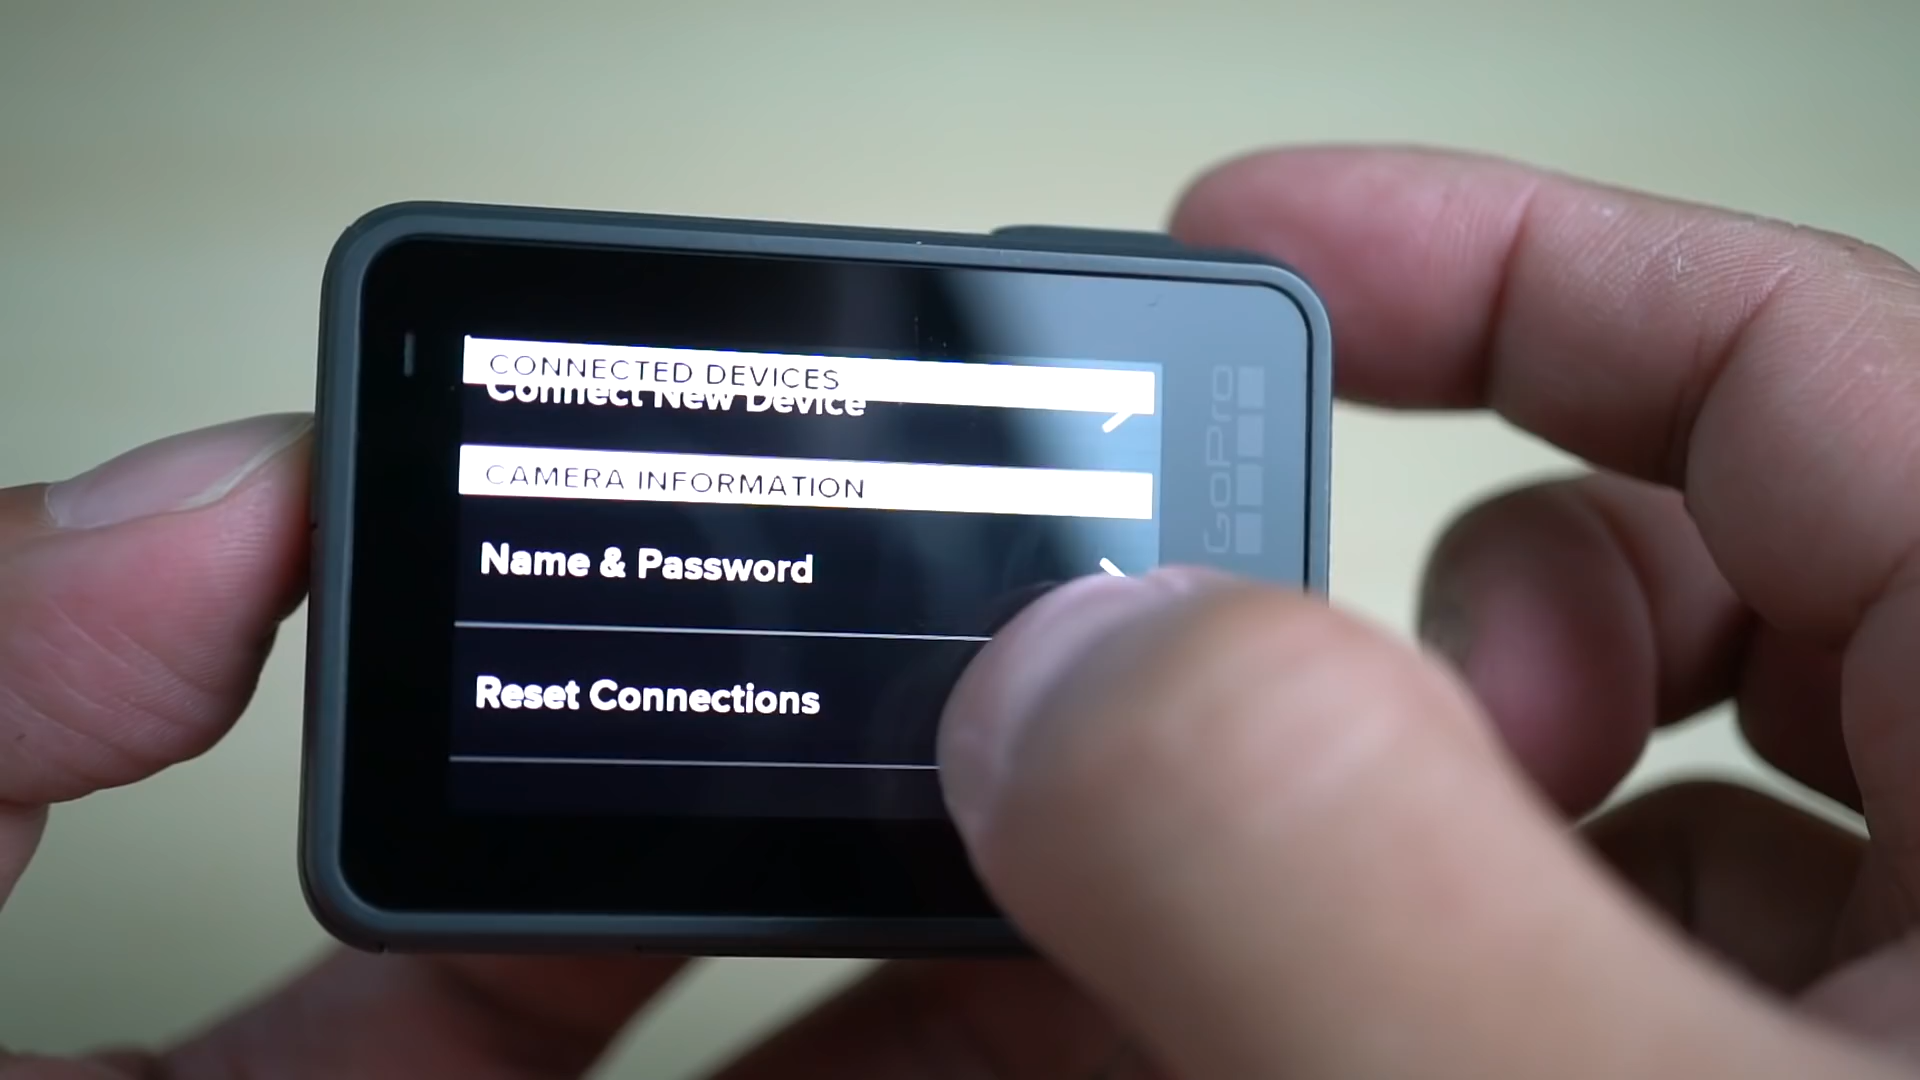 CONNECTED DEVICES
Connect New Device
CAMERA INFORMATION
Name & Password
Reset Connections
GoPro